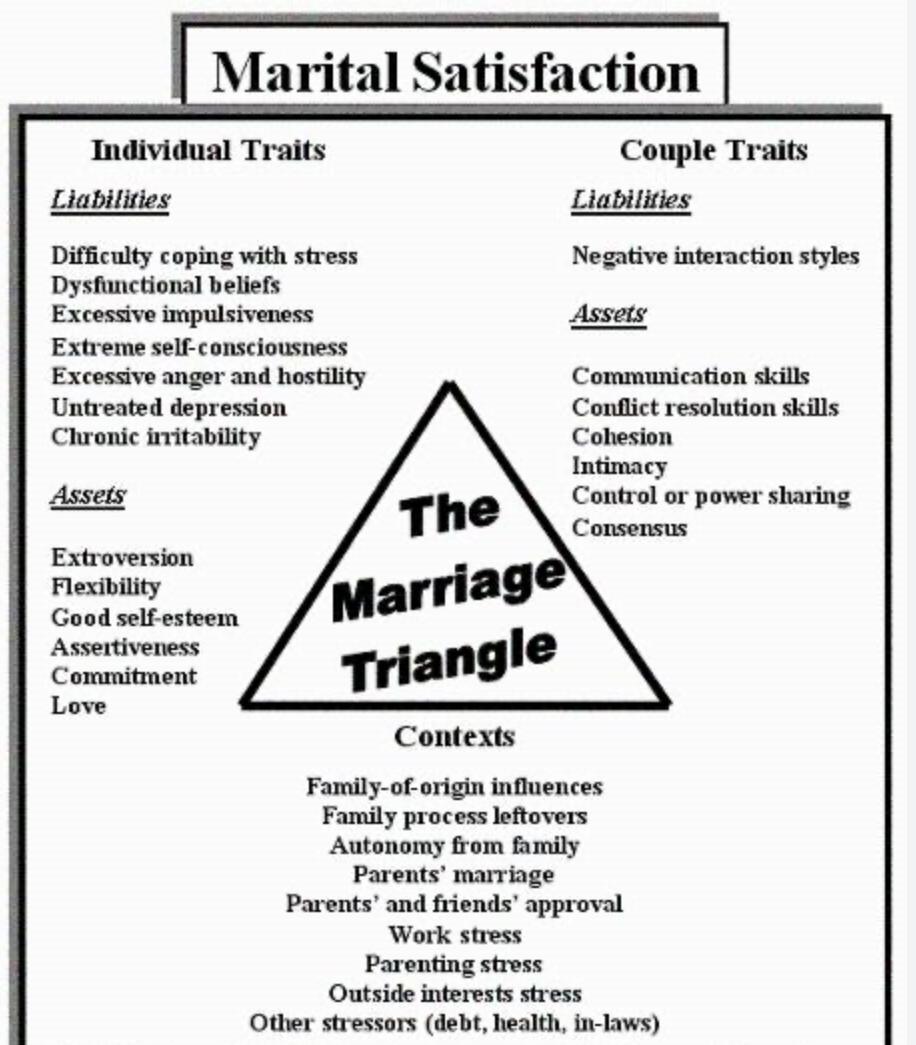 Marital Satisfaction
Individual Traits
Liabilities
Difficulty coping with stress
Dysfunctional beliefs
Excessive impulsiveness
Extreme self-consciousness
Excessive anger and hostility
Untreated depression
Chronic irritability
Assets
Extroversion
Flexibility
Good self-esteem
Assertiveness
Commitment
Love
Couple Traits
Liabilities
Negative interaction styles
Assets
Communication skills
Conflict resolution skills
Cohesion
Intimacy
Control or power sharing
Consensus
The
Marriage
Triangle
Contexts
Family-of-origin influences
Family process leftovers
Autonomy from family
Parents’ marriage
Parents’ and friends’ approval
Work stress
Parenting stress
Outside interests stress
Other stressors (debt, health, in-laws)